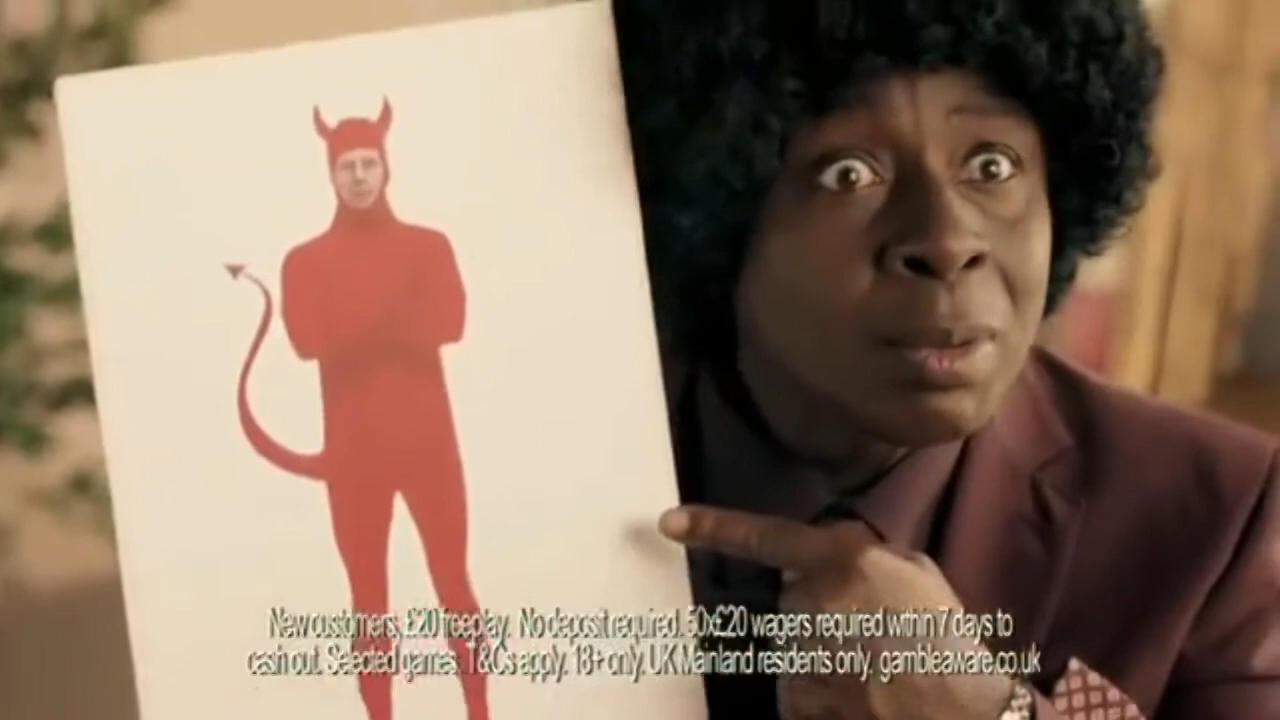 New customers, £20 freeplay. No deposit required. 50x£20 wagers required within 7 days to
cash out. Selected games. T&Cs apply. 18+ only. UK Mainland residents only. gambleaware.co.uk